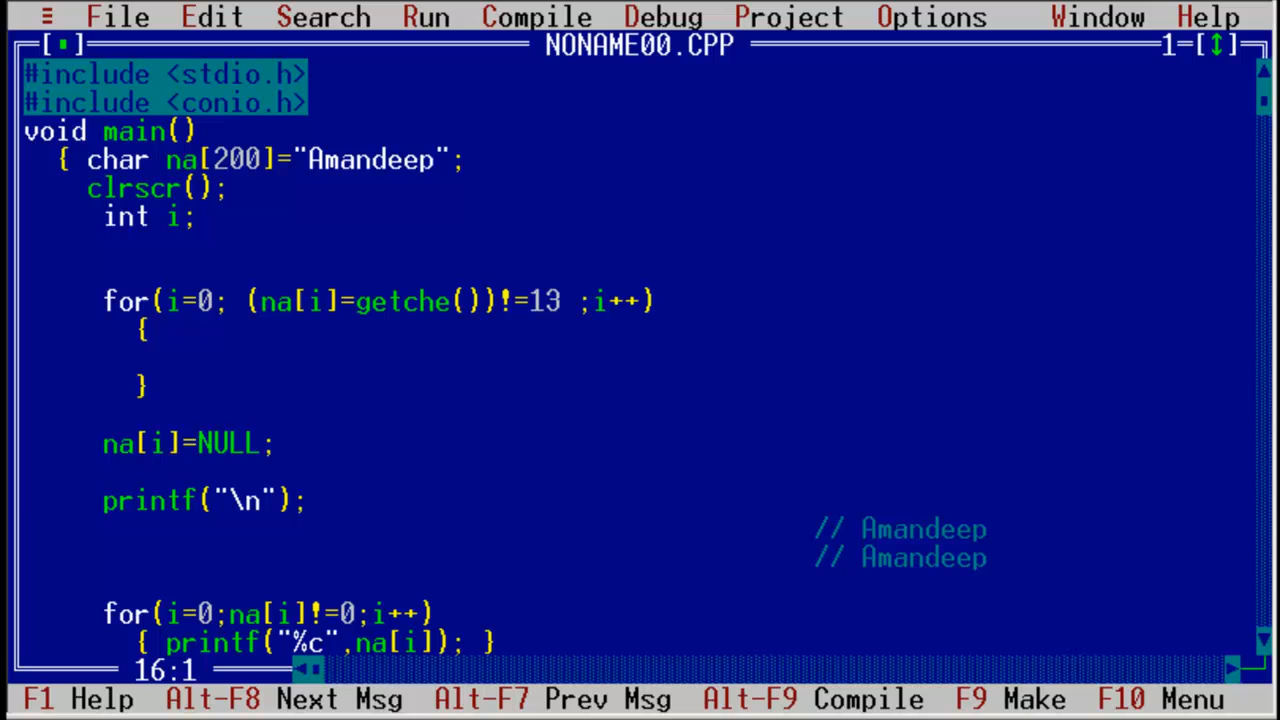 ≡ File Edit Search Run Compile Debug Project Options Window Help
[■] NONAME00.CPP 1=[↕]
#include <stdio.h>
#include <conio.h>
void main()
{ char na[200]="Amandeep";
clrscr();
int i;
for(i=0; (na[i]=getche())!=13 ;i++)
{
}
na[i]=NULL;
printf("\n");
// Amandeep
// Amandeep
for(i=0;na[i]!=0;i++)
{ printf("%c",na[i]); }
16:1
F1 Help Alt-F8 Next Msg Alt-F7 Prev Msg Alt-F9 Compile F9 Make F10 Menu